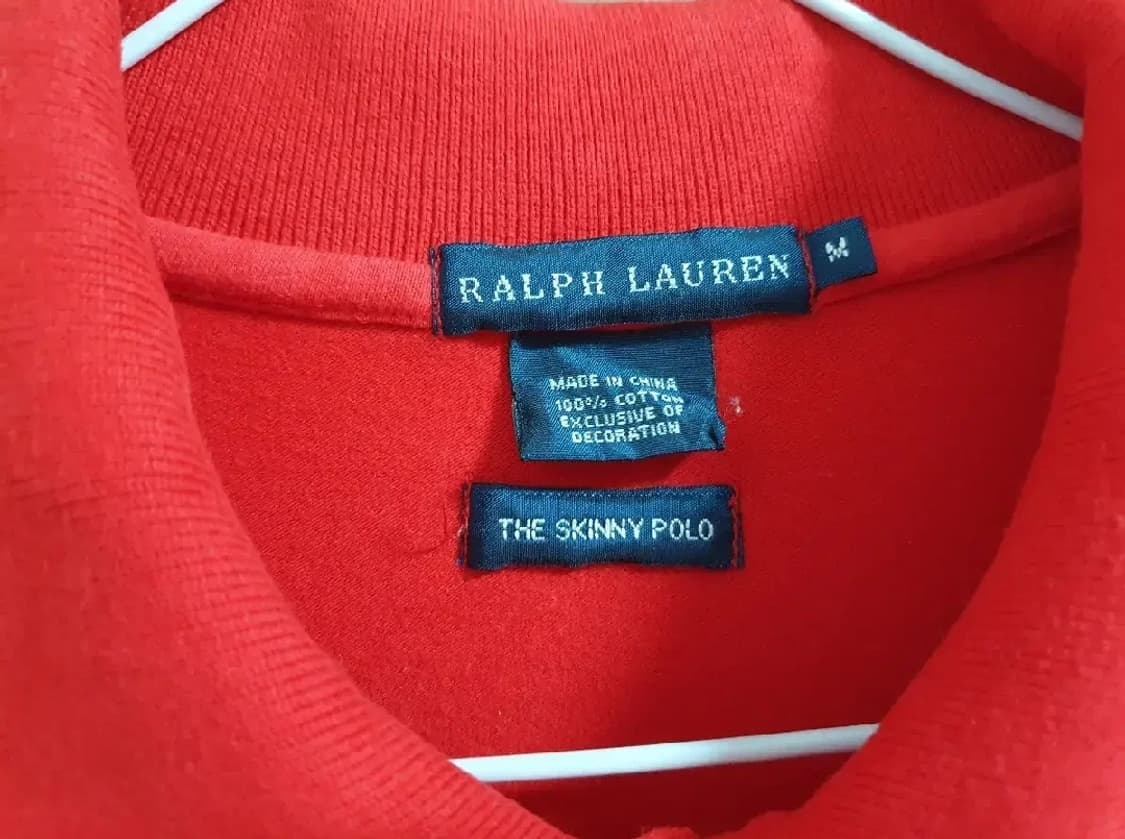 RALPH LAUREN
M
MADE IN CHINA
100% COTTON
EXCLUSIVE OF
DECORATION
THE SKINNY POLO